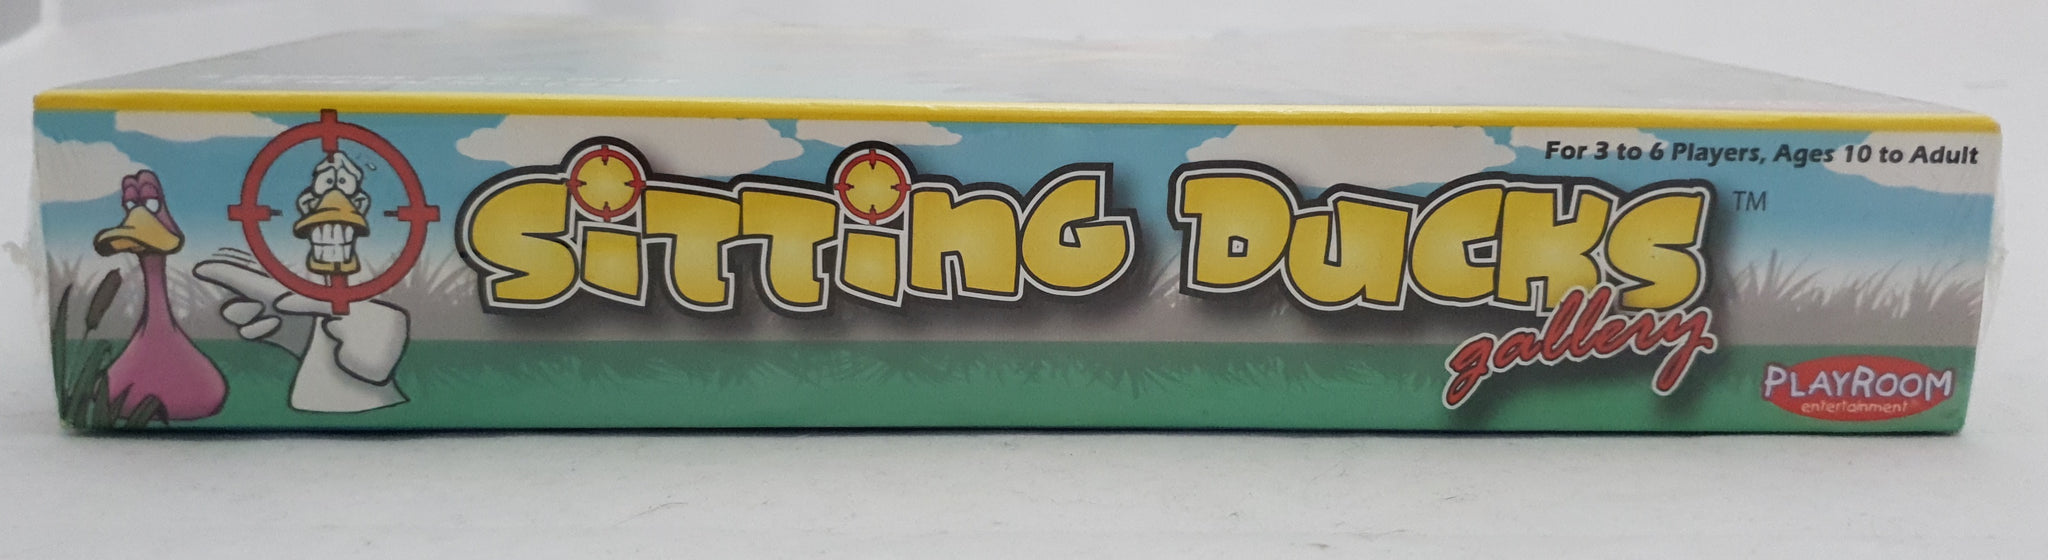 For 3 to 6 Players, Ages 10 to Adult
SiTTiNG DUCKS™
gallery
PLAYROOM
entertainment